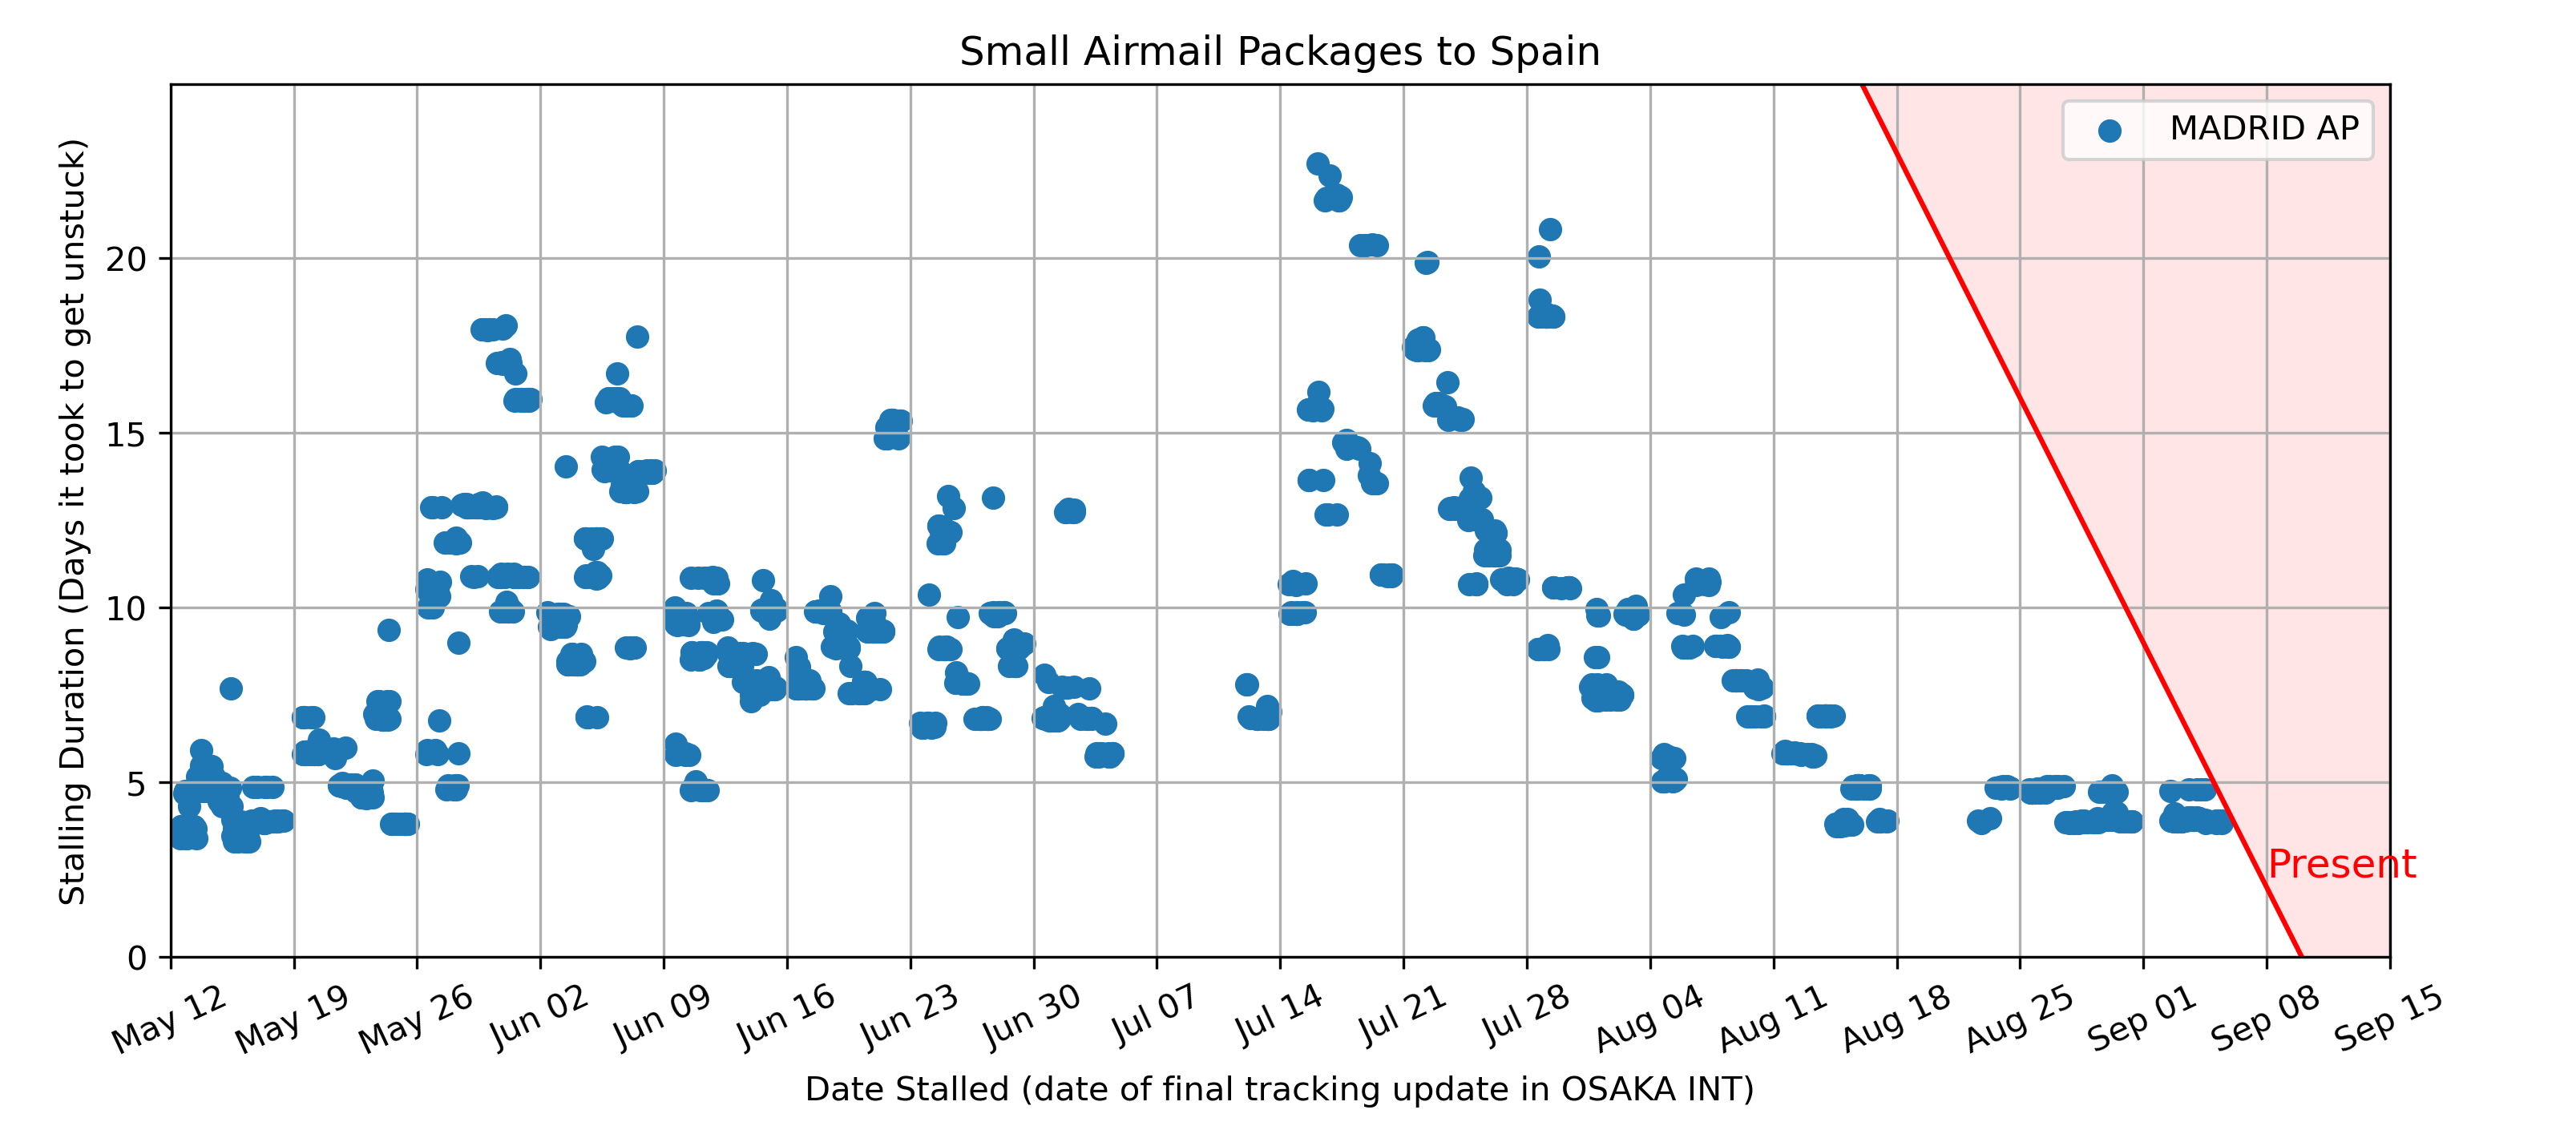 Small Airmail Packages to Spain
MADRID AP
Stalling Duration (Days it took to get unstuck)
20
15
10
5
0
Present
May 12
May 19
May 26
Jun 02
Jun 09
Jun 16
Jun 23
Jun 30
Jul 07
Jul 14
Jul 21
Jul 28
Aug 04
Aug 11
Aug 18
Aug 25
Sep 01
Sep 08
Sep 15
Date Stalled (date of final tracking update in OSAKA INT)